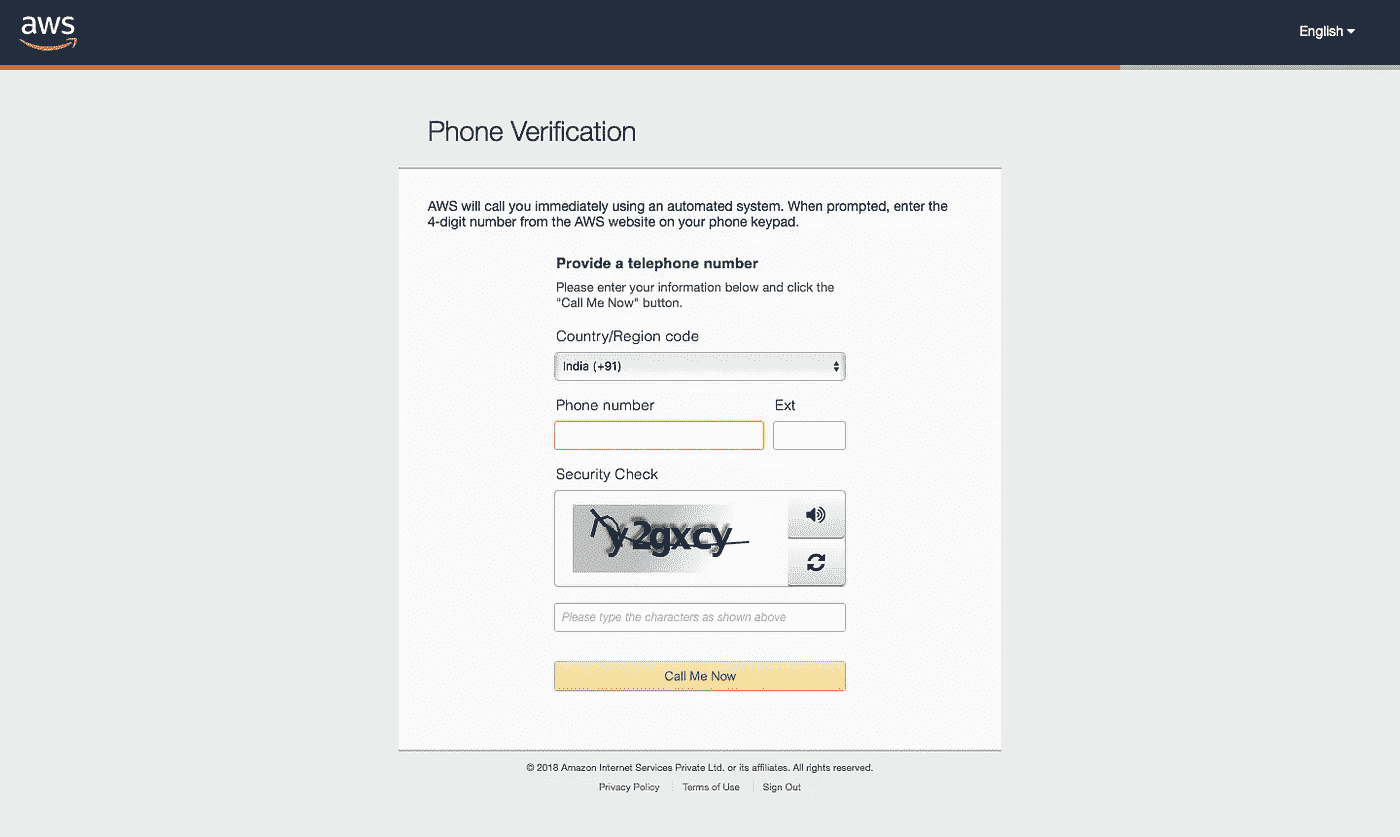 aws
English
Phone Verification
AWS will call you immediately using an automated system. When prompted, enter the
4-digit number from the AWS website on your phone keypad.
Provide a telephone number
Please enter your information below and click the
"Call Me Now" button.
Country/Region code
India (+91)
Phone number Ext
Security Check
y2gxcy
Please type the characters as shown above
Call Me Now
© 2018 Amazon Internet Services Private Ltd. or its affiliates. All rights reserved.
Privacy Policy Terms of Use Sign Out